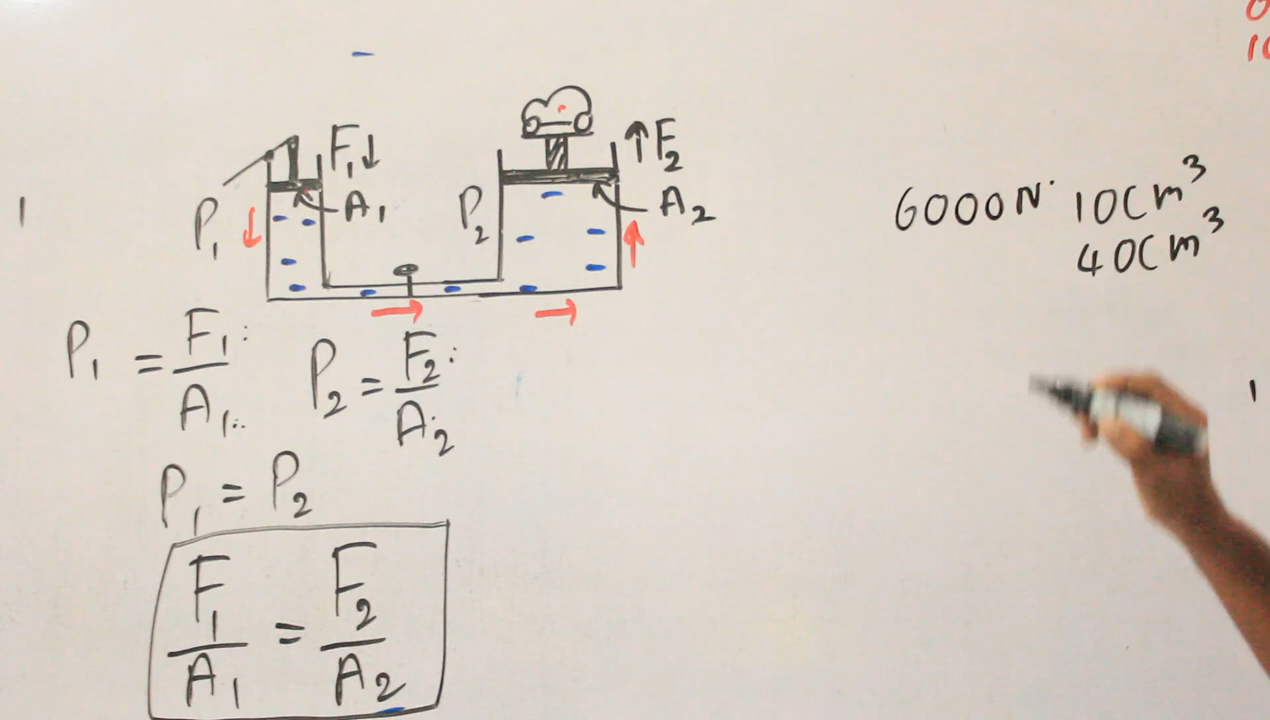 F₁↓
↑F₂
P₁
A₁
P₂
A₂
6000N 10Cm³
40Cm³
P₁ = F₁/A₁
P₂ = F₂/A₂
P₁ = P₂
F₁/A₁ = F₂/A₂